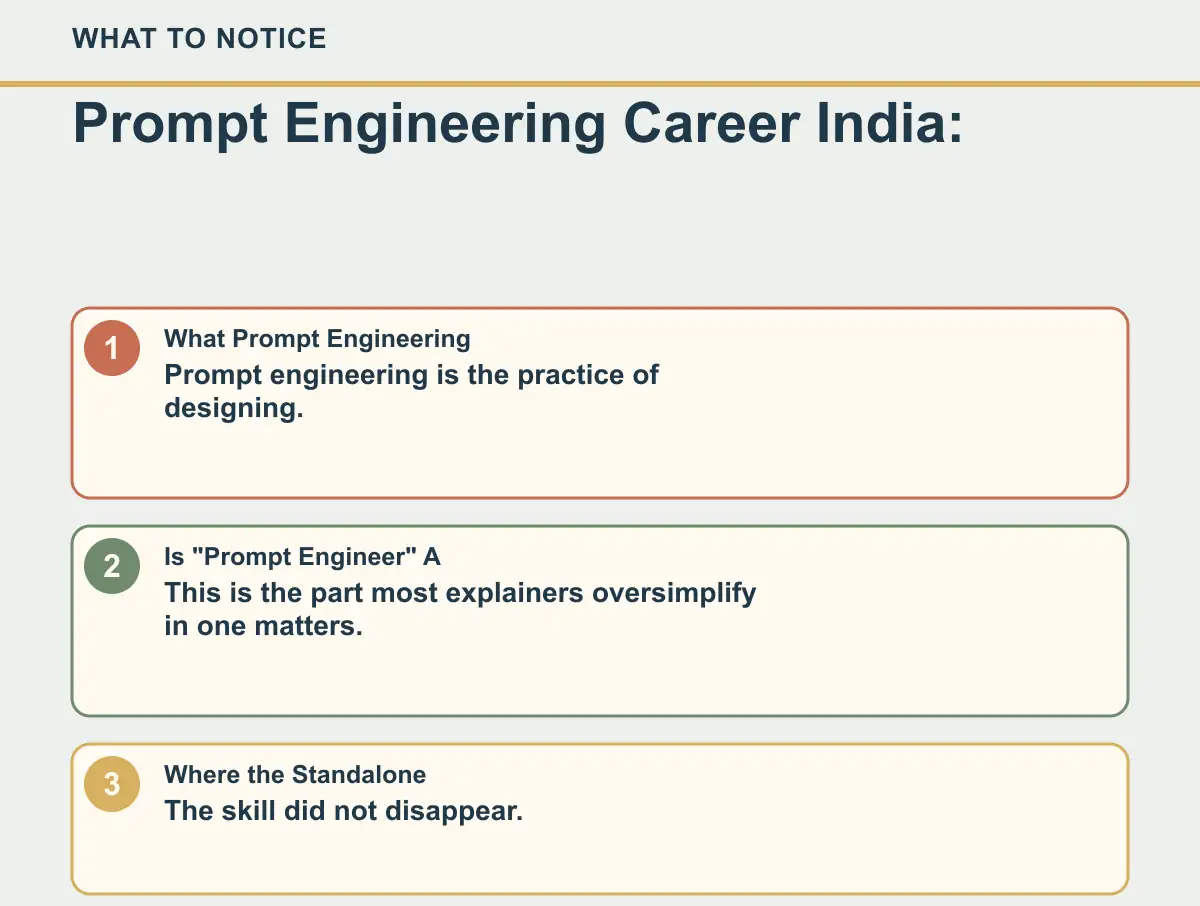 WHAT TO NOTICE
Prompt Engineering Career India:
1
What Prompt Engineering
Prompt engineering is the practice of
designing.
2
Is "Prompt Engineer" A
This is the part most explainers oversimplify
in one matters.
3
Where the Standalone
The skill did not disappear.